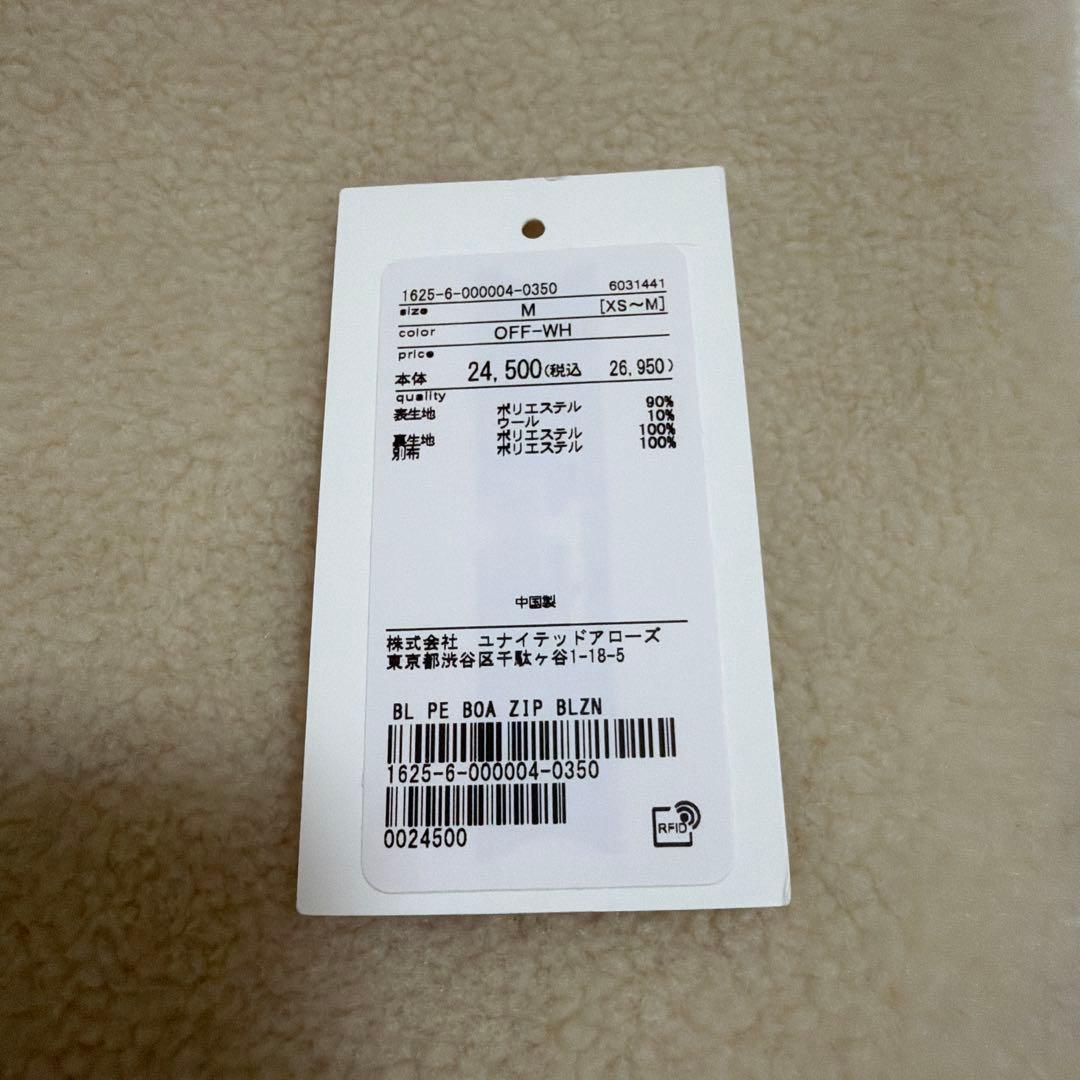 1625-6-000004-0350 6031441
size M [XS～M]
color OFF-WH
price
本体 24,500(税込 26,950)
quality
表生地 ポリエステル 90%
ウール 10%
裏生地 ポリエステル 100%
別布 ポリエステル 100%
中国製
株式会社 ユナイテッドアローズ
東京都渋谷区千駄ヶ谷1-18-5
BL PE BOA ZIP BLZN
1625-6-000004-0350
0024500
RFID